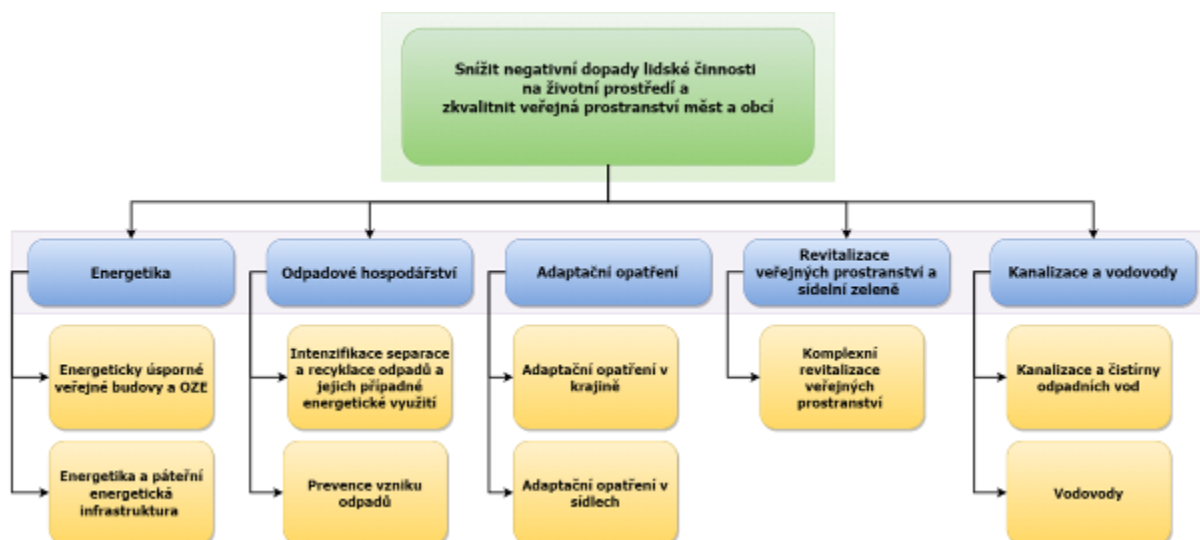 Snížit negativní dopady lidské činnosti
na životní prostředí a
zkvalitnit veřejná prostranství měst a obcí
Energetika
Odpadové hospodářství
Adaptační opatření
Revitalizace
veřejných prostranství a
sídelní zeleně
Kanalizace a vodovody
Energeticky úsporné
veřejné budovy a OZE
Intenzifikace separace
a recyklace odpadů a
jejich případné
energetické využití
Adaptační opatření v
krajině
Komplexní
revitalizace
veřejných
prostranství
Kanalizace a čistírny
odpadních vod
Energetika a páteřní
energetická
infrastruktura
Prevence vzniku
odpadů
Adaptační opatření v
sídlech
Vodovody